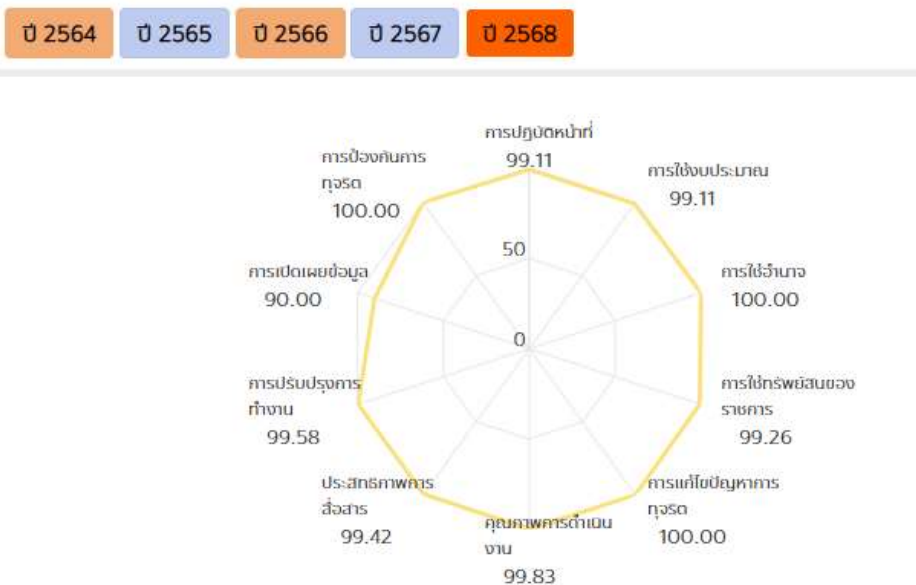 ปี 2564 ปี 2565 ปี 2566 ปี 2567 ปี 2568
การปฏิบัติหน้าที่
99.11
การใช้งบประมาณ
99.11
การใช้อำนาจ
100.00
การใช้ทรัพย์สินของ
ราชการ
99.26
การแก้ไขปัญหาการ
ทุจริต
100.00
คุณภาพการดำเนิน
งาน
99.83
ประสิทธิภาพการ
สื่อสาร
99.42
การปรับปรุงการ
ทำงาน
99.58
การเปิดเผยข้อมูล
90.00
การป้องกันการ
ทุจริต
100.00
50
0